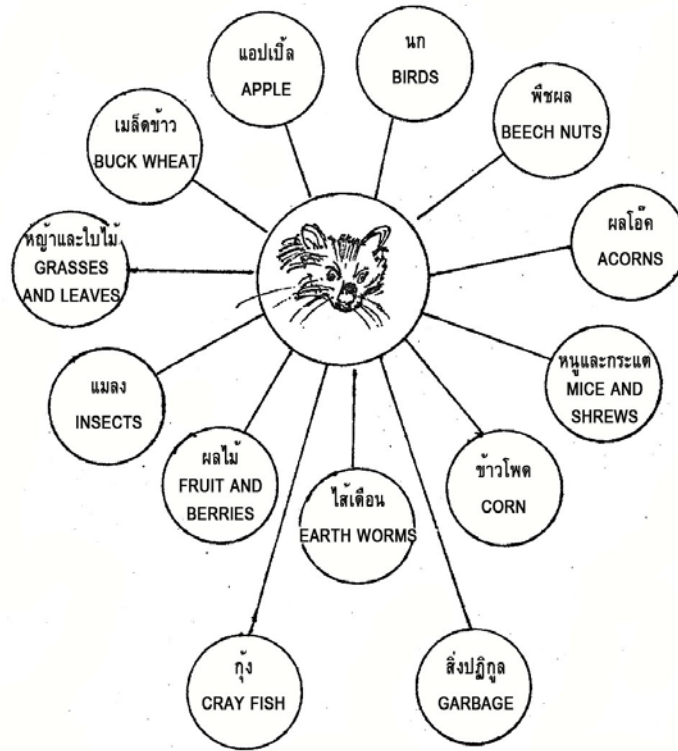 แอปเปิ้ล
APPLE
นก
BIRDS
พืชผล
BEECH NUTS
เมล็ดข้าว
BUCK WHEAT
ผลโอ๊ค
ACORNS
หญ้าและใบไม้
GRASSES
AND LEAVES
หนูและกระแต
MICE AND
SHREWS
แมลง
INSECTS
ผลไม้
FRUIT AND
BERRIES
ข้าวโพด
CORN
ไส้เดือน
EARTH WORMS
กุ้ง
CRAY FISH
สิ่งปฏิกูล
GARBAGE